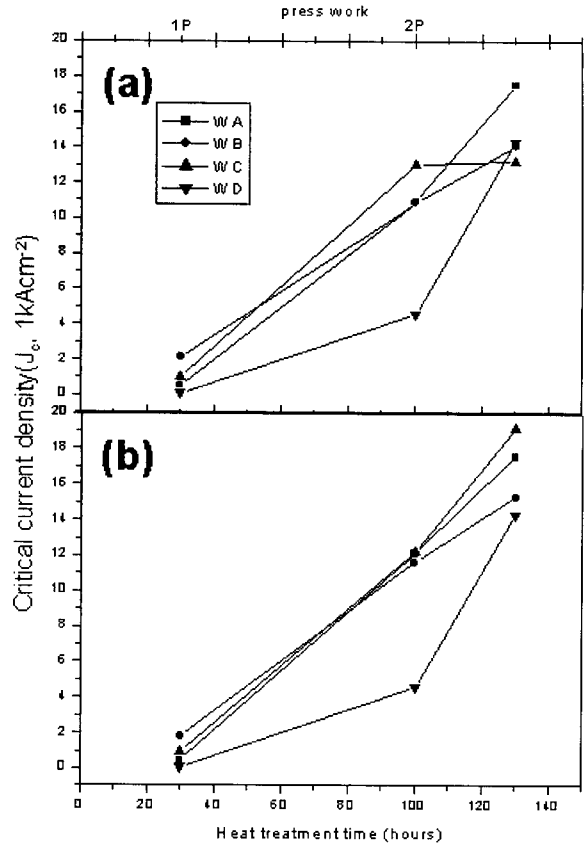 press work
1P 2P
20
18
16
14
12
10
8
6
4
2
0
(a)
W A
W B
W C
W D
Critical current density(Jc, 1kAcm-2)
20
18
16
14
12
10
8
6
4
2
0
(b)
0 20 40 60 80 100 120 140
Heat treatment time (hours)